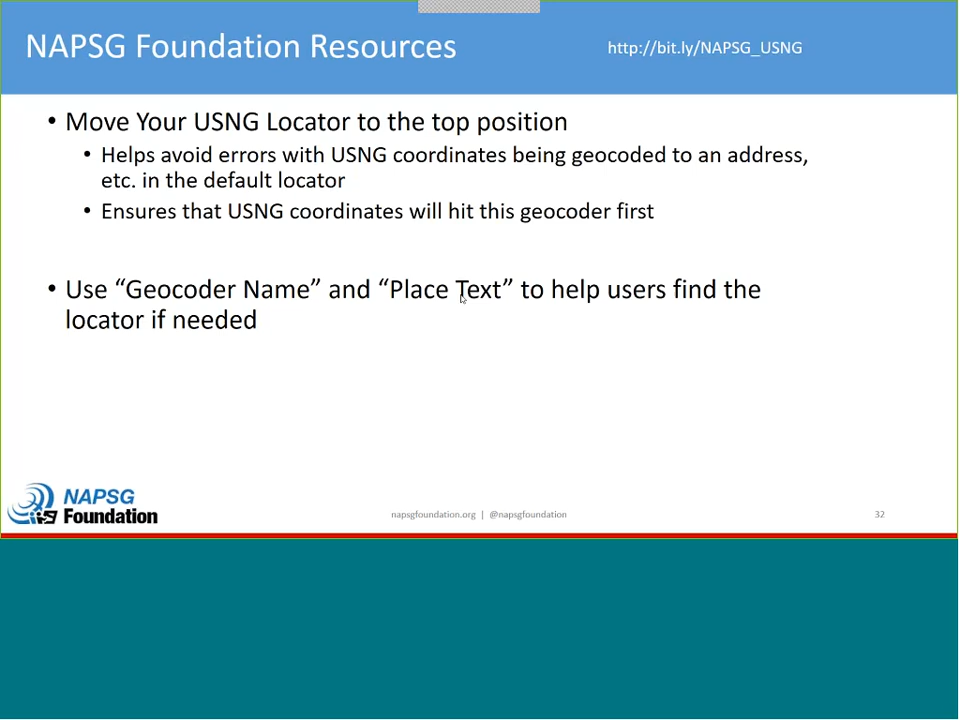 NAPSG Foundation Resources
http://bit.ly/NAPSG_USNG
• Move Your USNG Locator to the top position
• Helps avoid errors with USNG coordinates being geocoded to an address,
etc. in the default locator
• Ensures that USNG coordinates will hit this geocoder first
• Use “Geocoder Name” and “Place Text” to help users find the
locator if needed
NAPSG
Foundation
napsgfoundation.org | @napsgfoundation
32